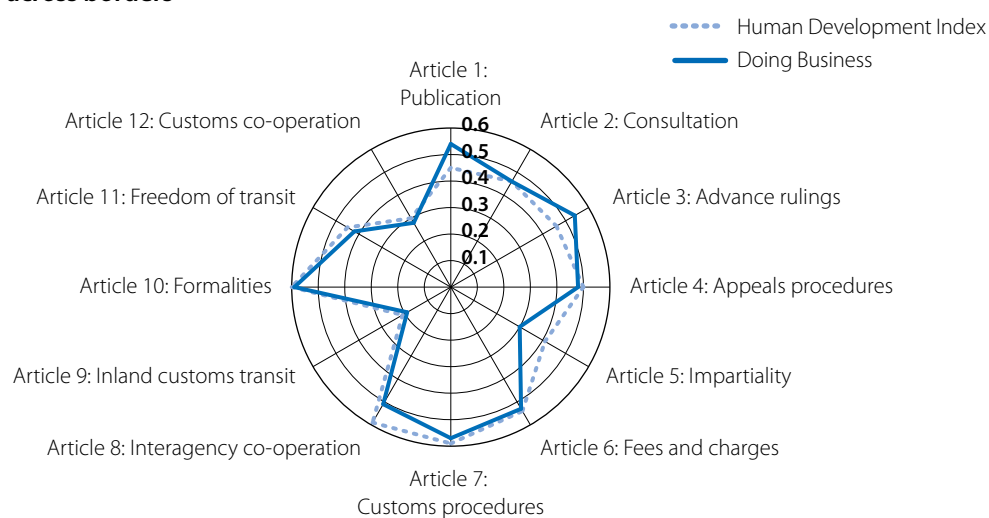 Human Development Index
Doing Business
Article 1:
Publication
Article 12: Customs co-operation
Article 2: Consultation
Article 11: Freedom of transit
Article 3: Advance rulings
Article 10: Formalities
Article 4: Appeals procedures
Article 9: Inland customs transit
Article 5: Impartiality
Article 8: Interagency co-operation
Article 6: Fees and charges
Article 7:
Customs procedures
0.6
0.5
0.4
0.3
0.2
0.1